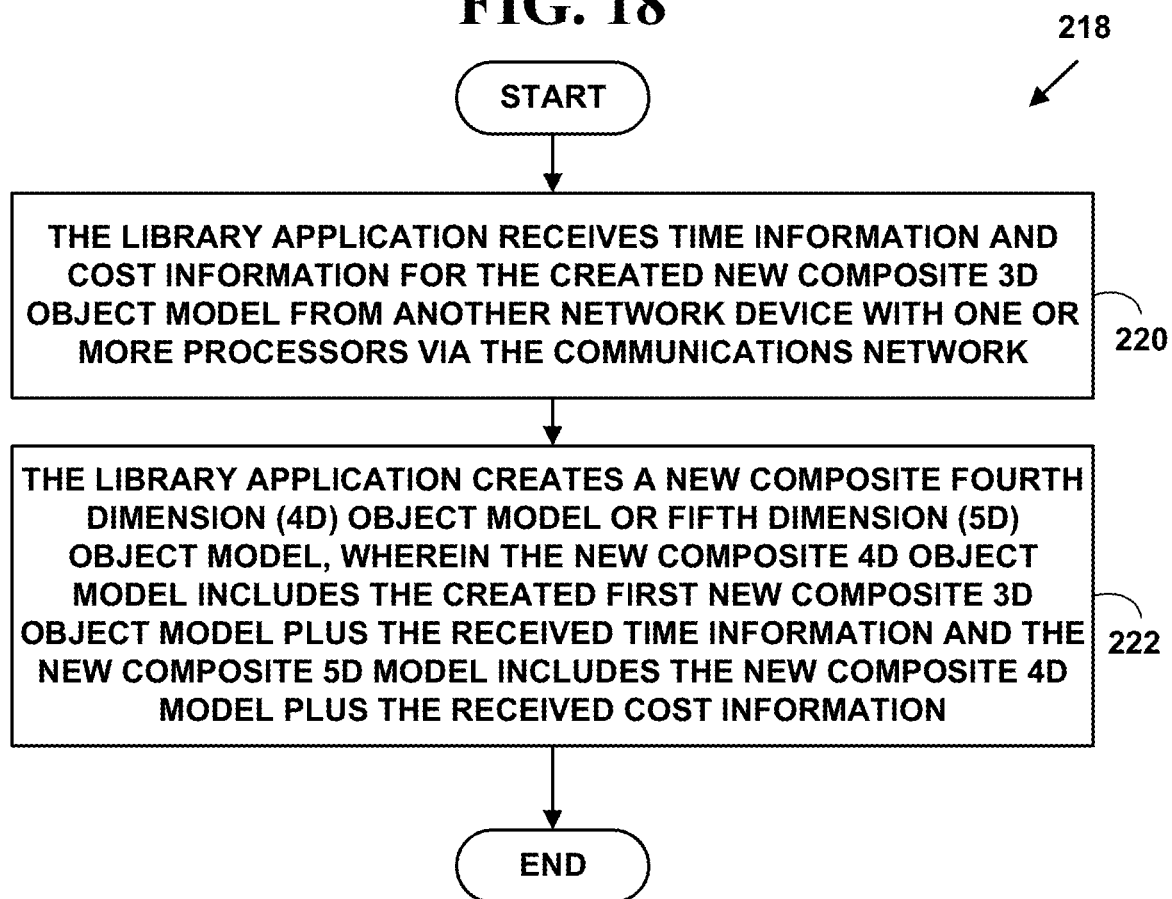 FIG. 18
218
START
THE LIBRARY APPLICATION RECEIVES TIME INFORMATION AND
COST INFORMATION FOR THE CREATED NEW COMPOSITE 3D
OBJECT MODEL FROM ANOTHER NETWORK DEVICE WITH ONE OR
MORE PROCESSORS VIA THE COMMUNICATIONS NETWORK
220
THE LIBRARY APPLICATION CREATES A NEW COMPOSITE FOURTH
DIMENSION (4D) OBJECT MODEL OR FIFTH DIMENSION (5D)
OBJECT MODEL, WHEREIN THE NEW COMPOSITE 4D OBJECT
MODEL INCLUDES THE CREATED FIRST NEW COMPOSITE 3D
OBJECT MODEL PLUS THE RECEIVED TIME INFORMATION AND THE
NEW COMPOSITE 5D MODEL INCLUDES THE NEW COMPOSITE 4D
MODEL PLUS THE RECEIVED COST INFORMATION
222
END